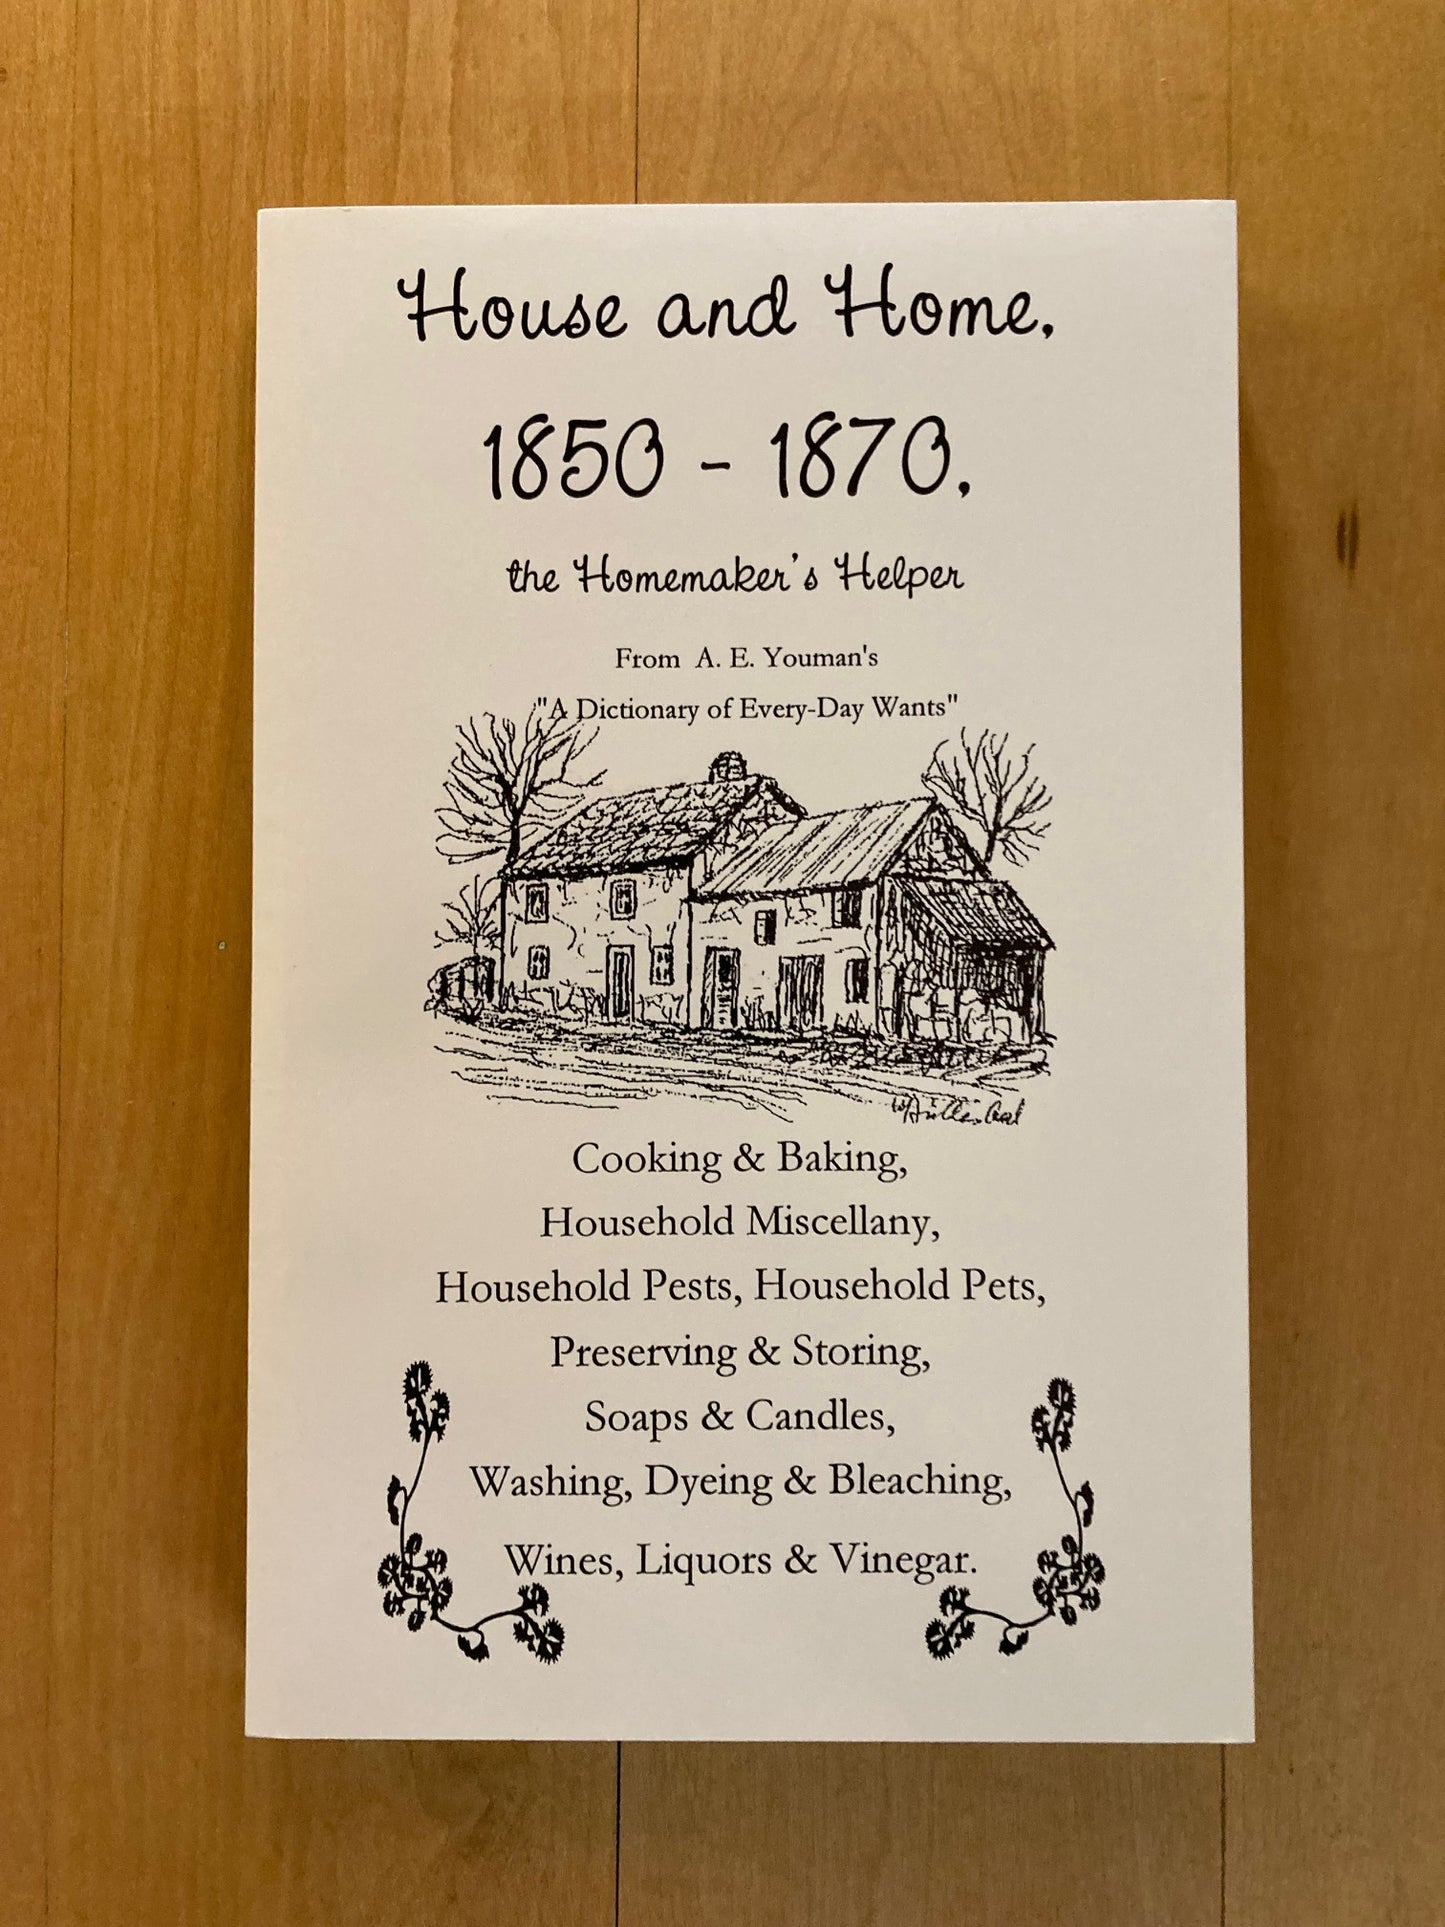 House and Home,
1850 - 1870,
the Homemaker's Helper
From A. E. Youman's
"A Dictionary of Every-Day Wants"
Cooking & Baking,
Household Miscellany,
Household Pests, Household Pets,
Preserving & Storing,
Soaps & Candles,
Washing, Dyeing & Bleaching,
Wines, Liquors & Vinegar.